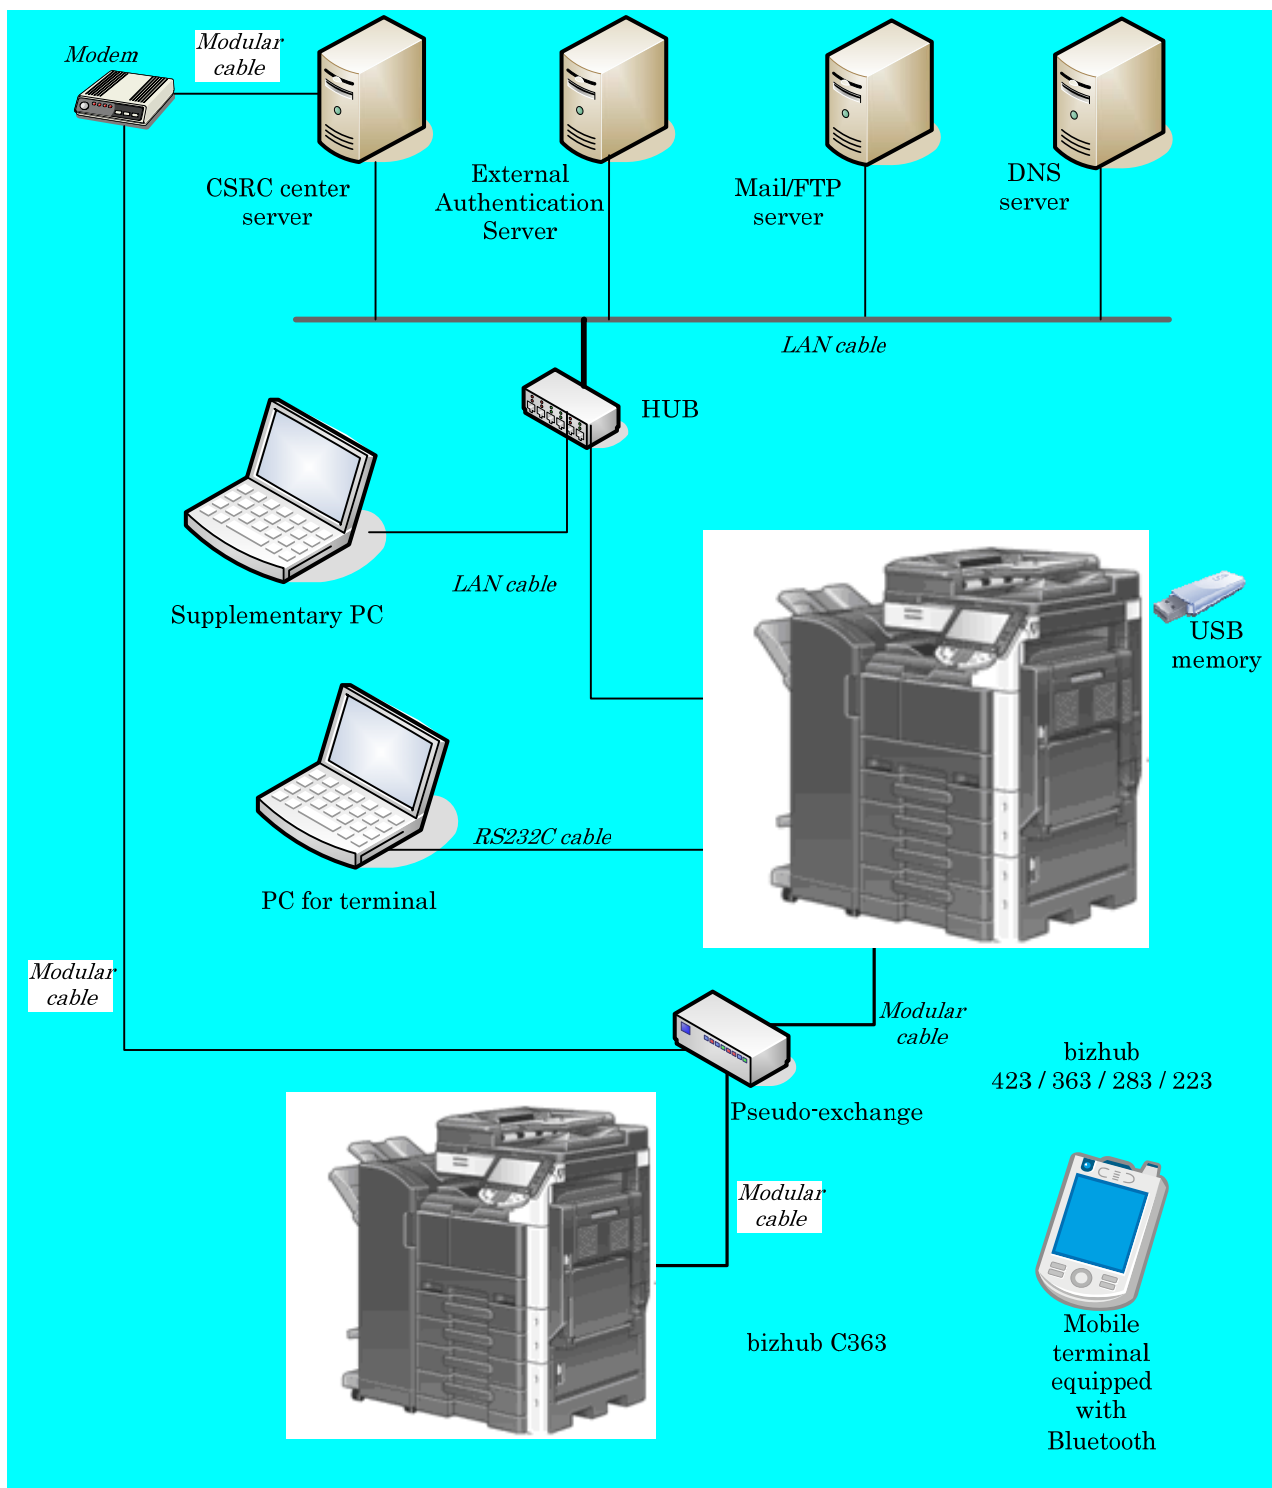 Modem
Modular
cable
CSRC center
server
External
Authentication
Server
Mail/FTP
server
DNS
server
LAN cable
HUB
LAN cable
Supplementary PC
USB
memory
RS232C cable
PC for terminal
Modular
cable
Modular
cable
bizhub
423 / 363 / 283 / 223
Pseudo-exchange
Modular
cable
bizhub C363
Mobile
terminal
equipped
with
Bluetooth